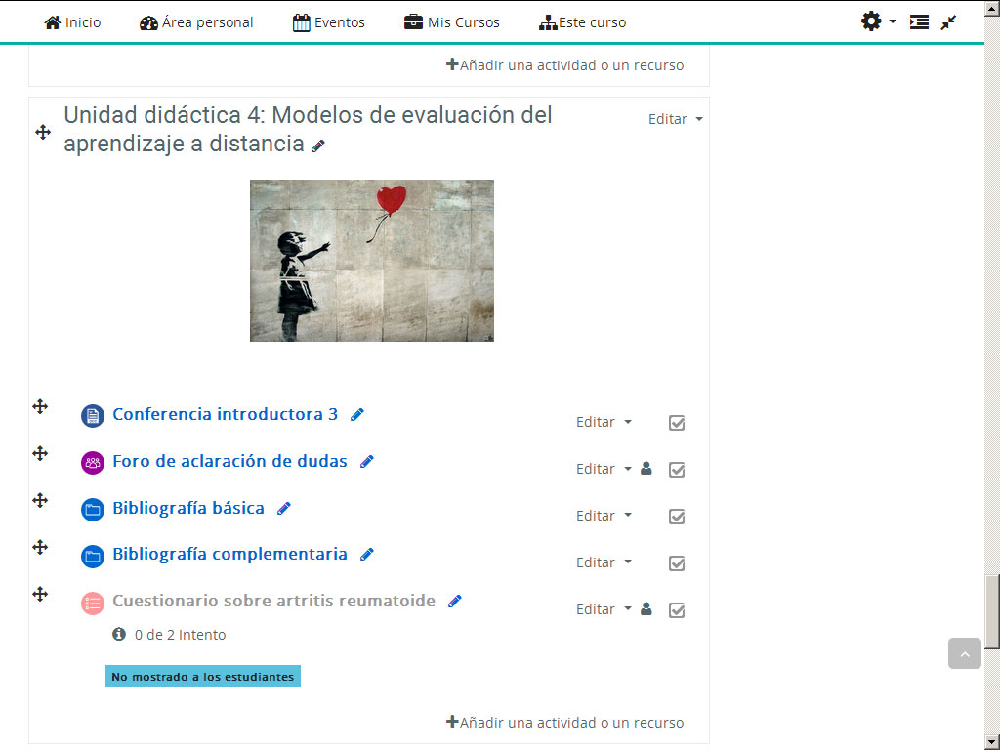 Inicio Área personal Eventos Mis Cursos Este curso
Añadir una actividad o un recurso
Unidad didáctica 4: Modelos de evaluación del Editar
aprendizaje a distancia
Conferencia introductora 3 Editar
Foro de aclaración de dudas Editar
Bibliografía básica Editar
Bibliografía complementaria Editar
Cuestionario sobre artritis reumatoide Editar
0 de 2 Intento
No mostrado a los estudiantes
Añadir una actividad o un recurso